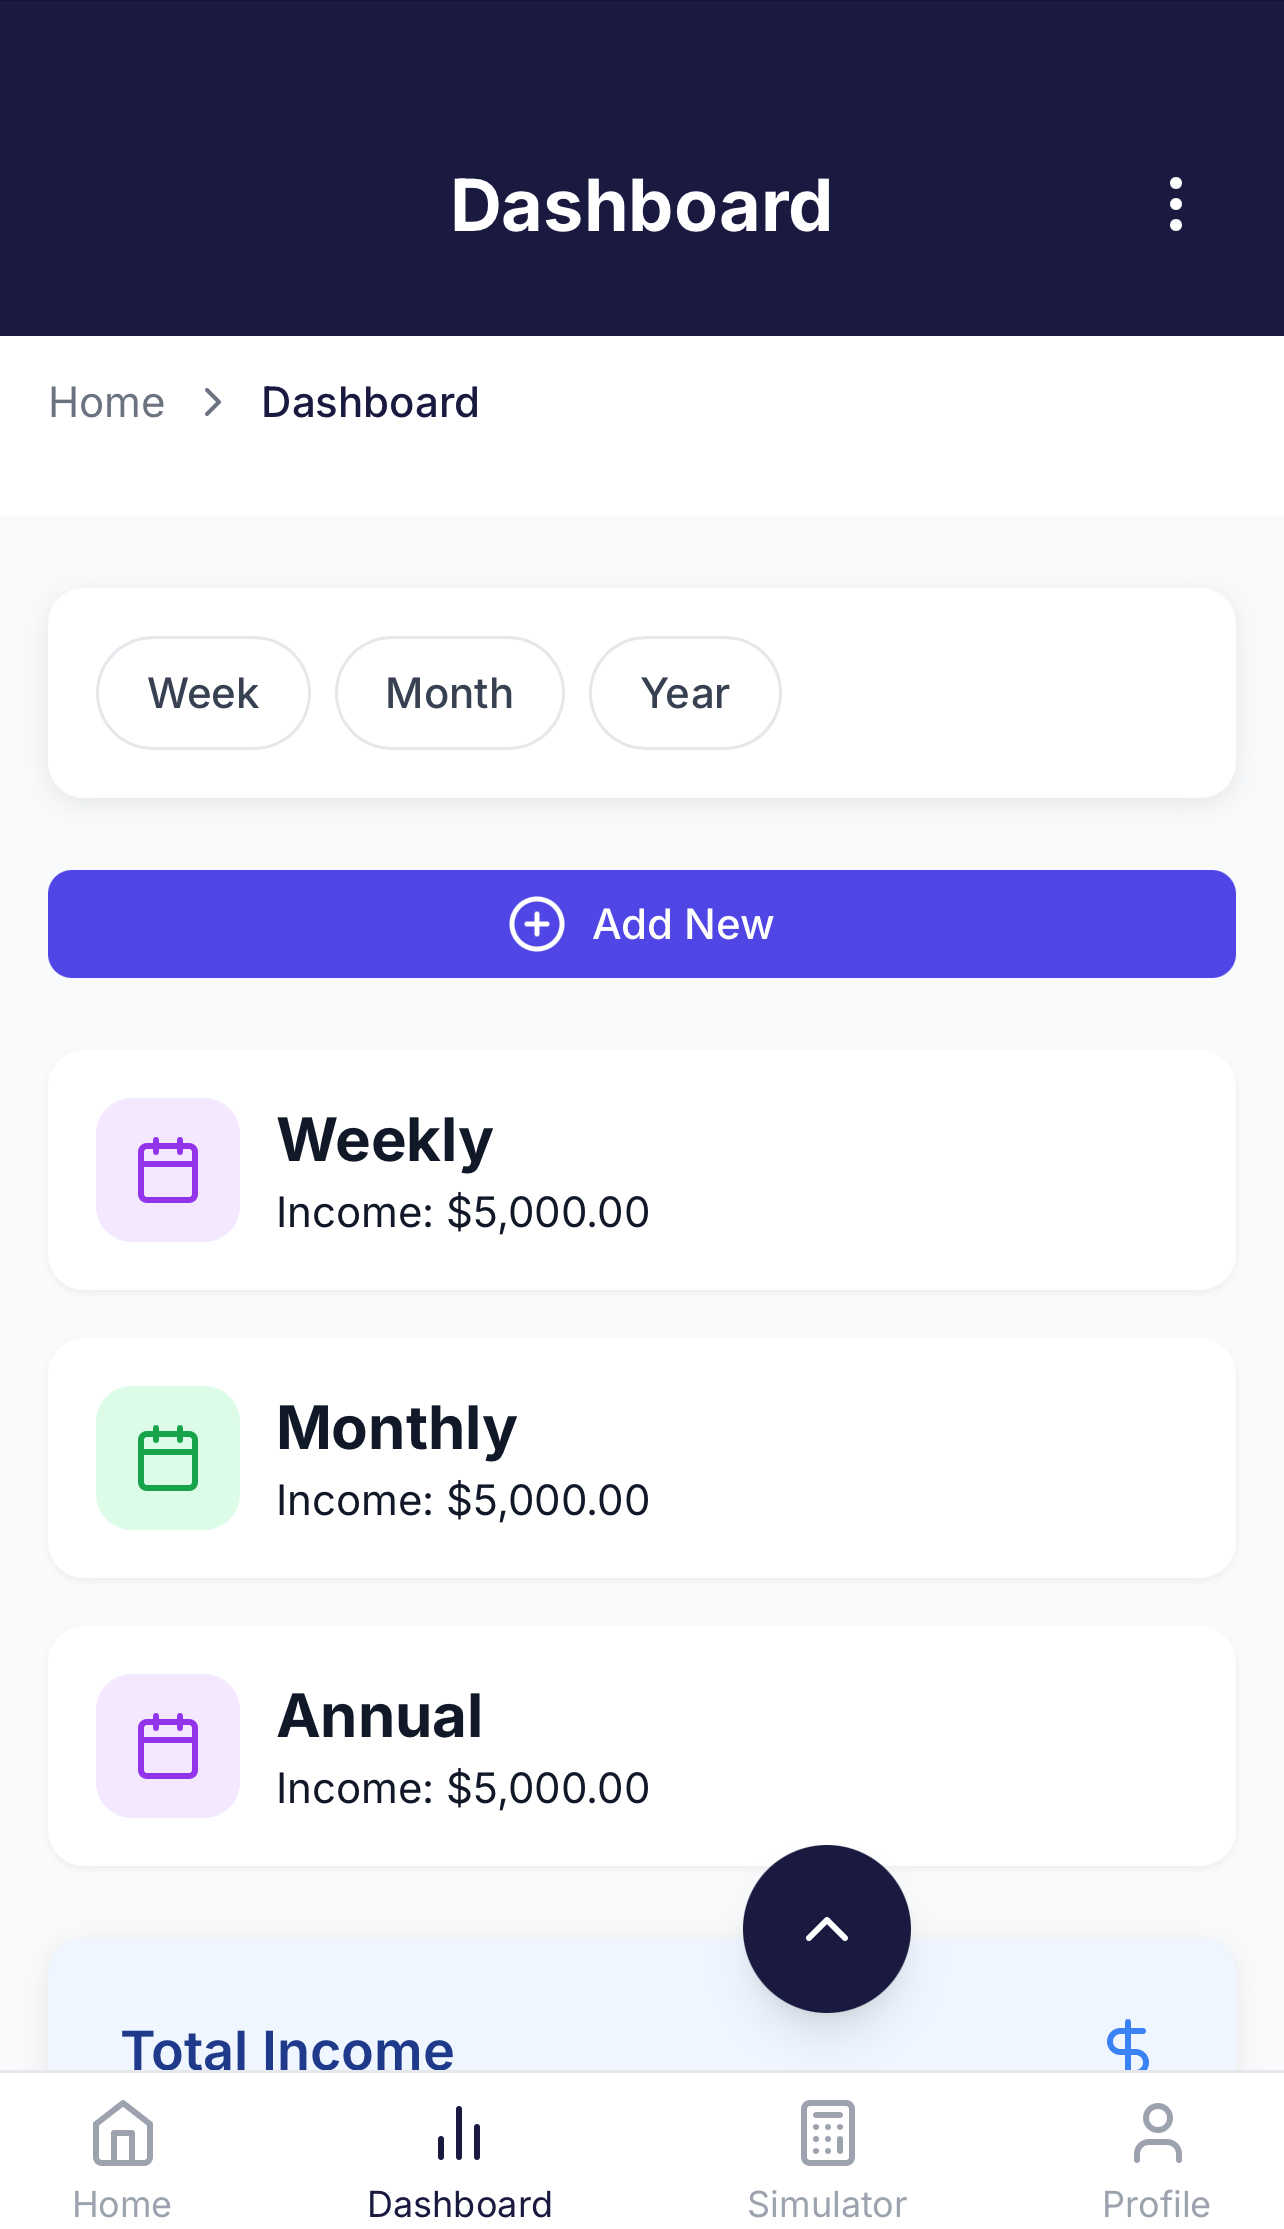 Dashboard
Home > Dashboard
Week Month Year
Add New
Weekly
Income: $5,000.00
Monthly
Income: $5,000.00
Annual
Income: $5,000.00
Total Income $
Home Dashboard Simulator Profile